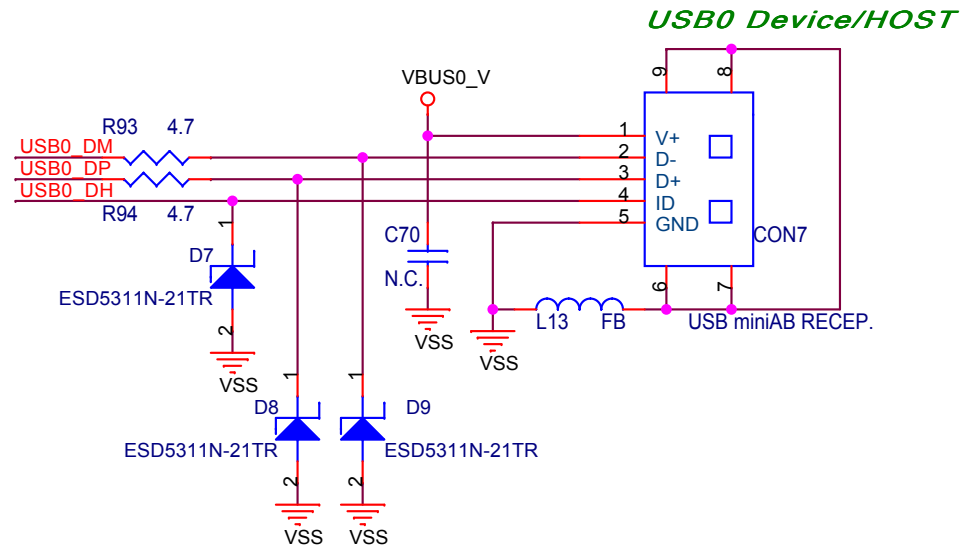 USB0 Device/HOST
VBUS0_V
9
8
R93 4.7
USB0_DM
USB0_DP
USB0_DH
R94 4.7
1 V+
2 D-
3 D+
4 ID
5 GND
CON7
6
7
USB miniAB RECEP.
C70
N.C.
VSS
L13 FB
VSS
1
D7
ESD5311N-21TR
2
VSS
1
D8
ESD5311N-21TR
2
VSS
1
D9
ESD5311N-21TR
2
VSS